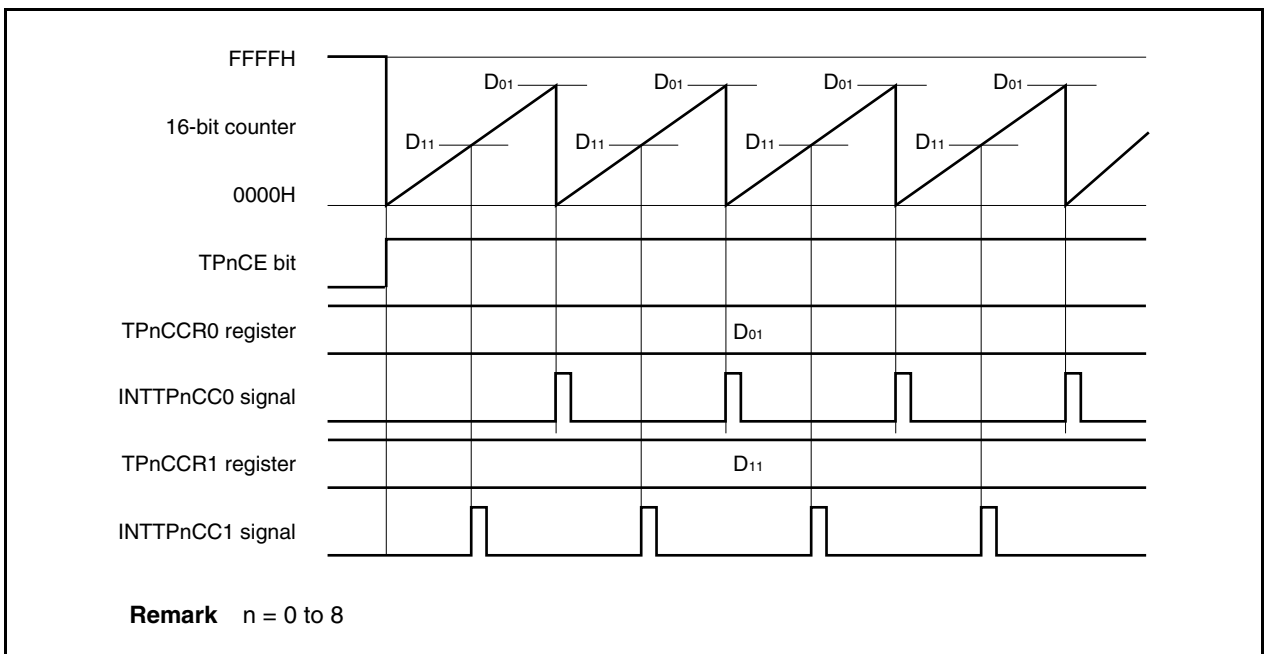 FFFFH
D01 D01 D01 D01
16-bit counter
D11 D11 D11 D11
0000H
TPnCE bit
TPnCCR0 register
D01
INTTPnCC0 signal
TPnCCR1 register
D11
INTTPnCC1 signal
Remark n = 0 to 8